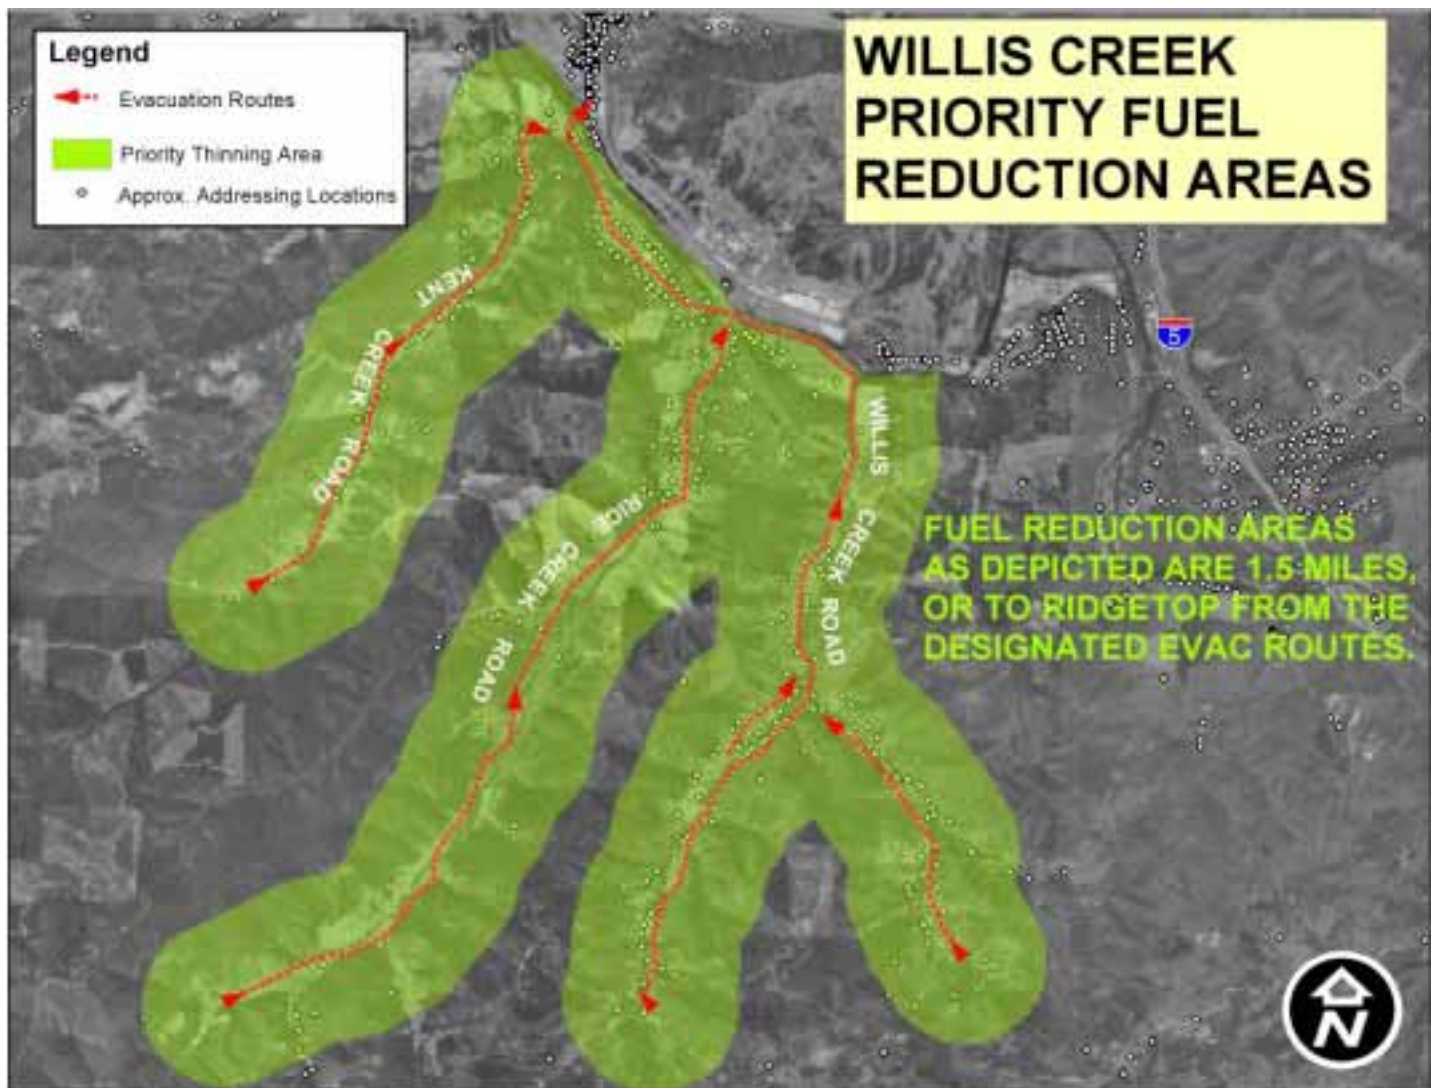 Legend
Evacuation Routes
Priority Thinning Area
Approx. Addressing Locations
WILLIS CREEK
PRIORITY FUEL
REDUCTION AREAS
KENT
CREEK ROAD
RICE
CREEK
ROAD
WILLIS
CREEK ROAD
5
FUEL REDUCTION AREAS
AS DEPICTED ARE 1.5 MILES,
OR TO RIDGETOP FROM THE
DESIGNATED EVAC ROUTES.
N